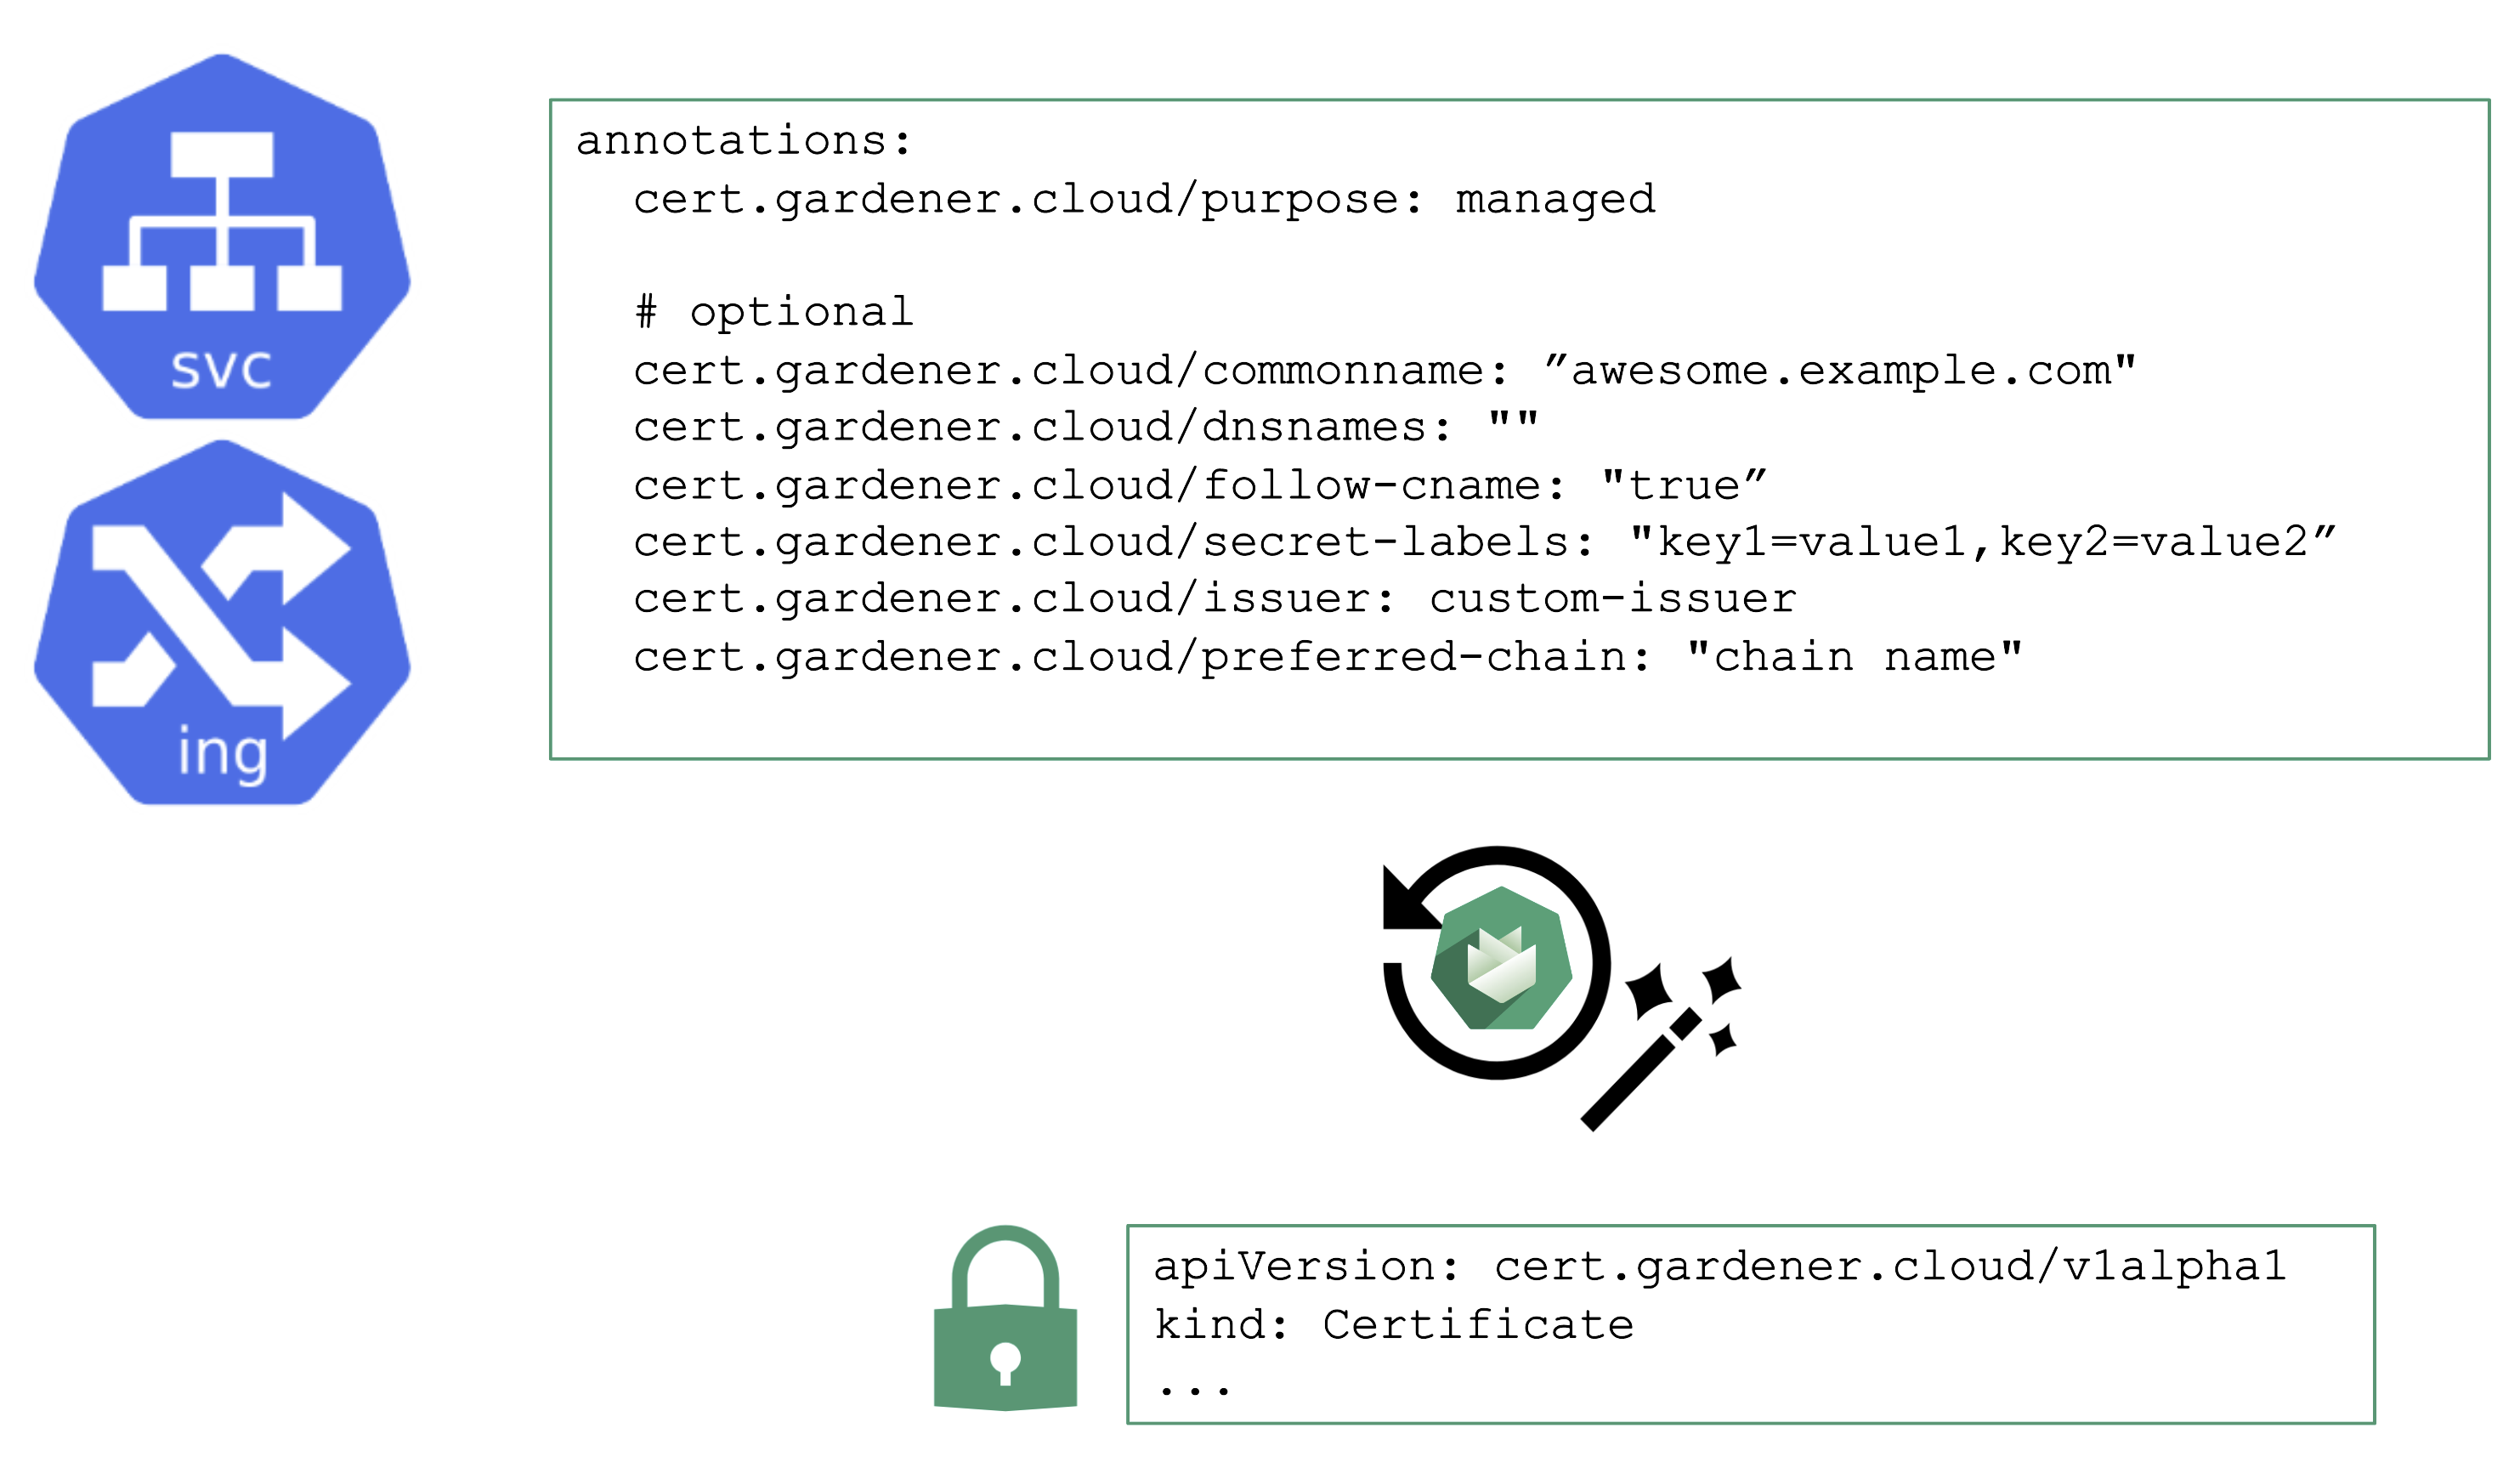 svc
ing
annotations:
cert.gardener.cloud/purpose: managed
# optional
cert.gardener.cloud/commonname: ”awesome.example.com"
cert.gardener.cloud/dnsnames: ""
cert.gardener.cloud/follow-cname: "true”
cert.gardener.cloud/secret-labels: "key1=value1,key2=value2”
cert.gardener.cloud/issuer: custom-issuer
cert.gardener.cloud/preferred-chain: "chain name"
apiVersion: cert.gardener.cloud/v1alpha1
kind: Certificate
...